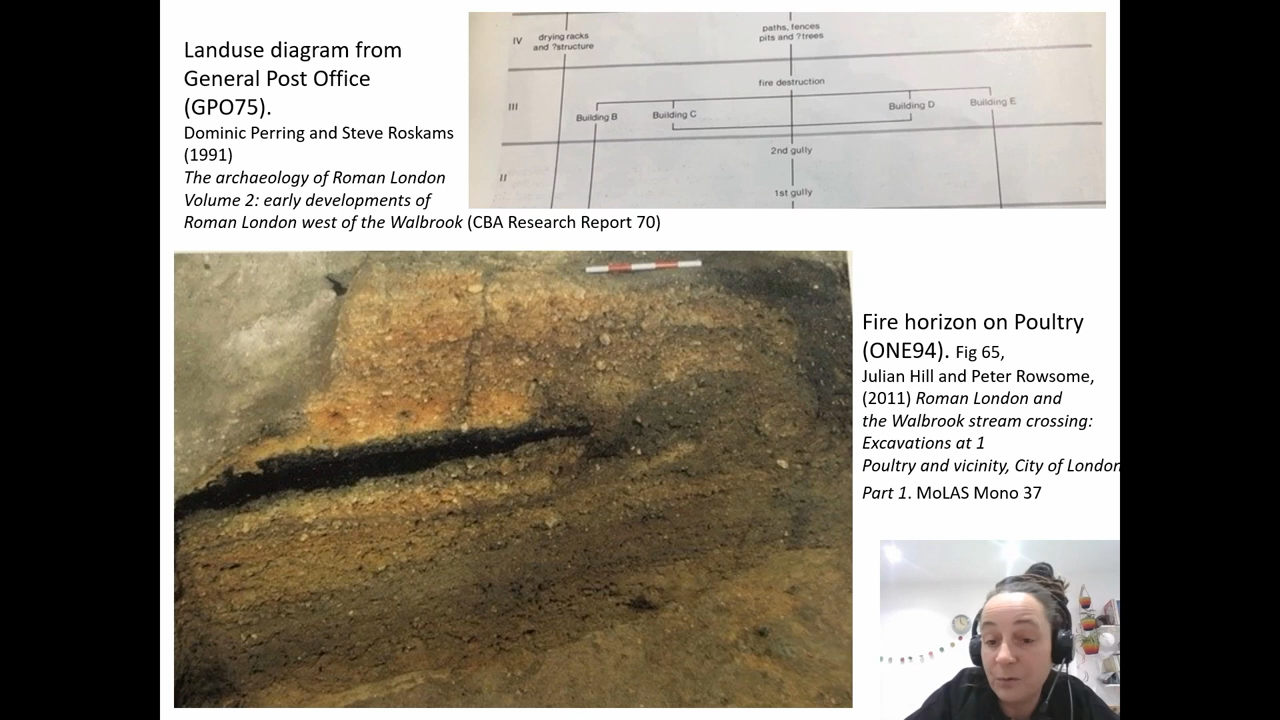 Landuse diagram from
General Post Office
(GPO75).
Dominic Perring and Steve Roskams
(1991)
The archaeology of Roman London
Volume 2: early developments of
Roman London west of the Walbrook (CBA Research Report 70)
IV
drying racks
and ?structure
paths, fences
pits and ?trees
fire destruction
III
Building B
Building C
Building D
Building E
2nd gully
II
1st gully
Fire horizon on Poultry
(ONE94). Fig 65,
Julian Hill and Peter Rowsome,
(2011) Roman London and
the Walbrook stream crossing:
Excavations at 1
Poultry and vicinity, City of London
Part 1. MoLAS Mono 37